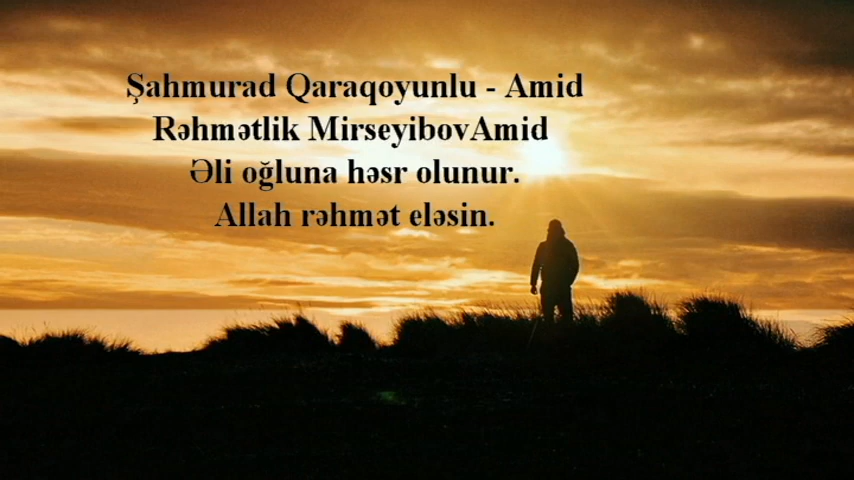 Şahmurad Qaraqoyunlu - Amid
Rəhmətlik MirseyibovAmid
Əli oğluna həsr olunur.
Allah rəhmət eləsin.